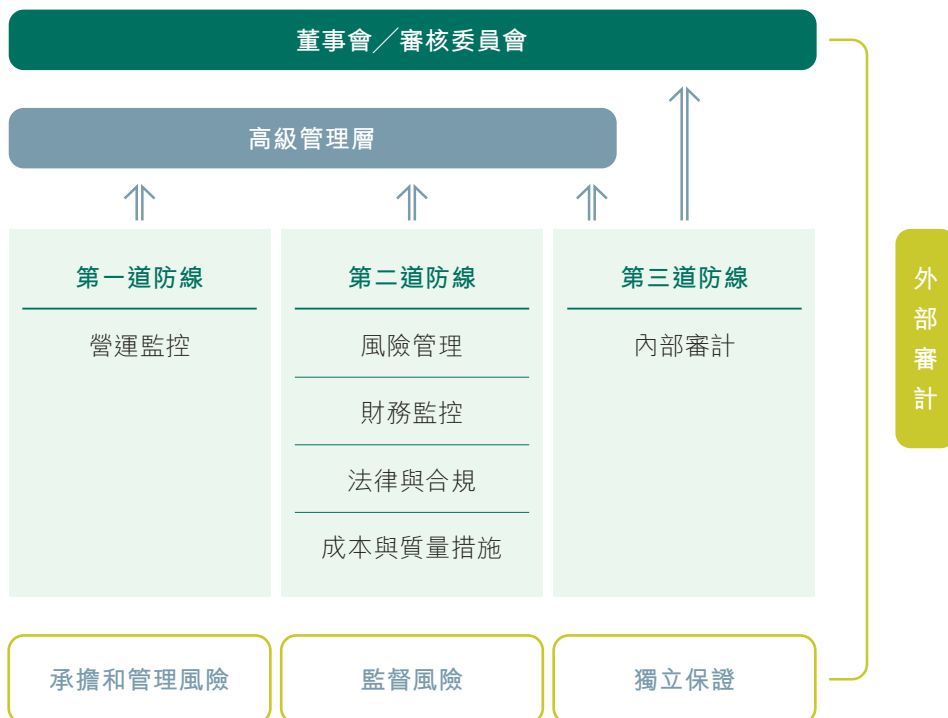 董事會╱審核委員會
高級管理層
第一道防線
營運監控
第二道防線
風險管理
財務監控
法律與合規
成本與質量措施
第三道防線
內部審計
承擔和管理風險
監督風險
獨立保證
外部審計